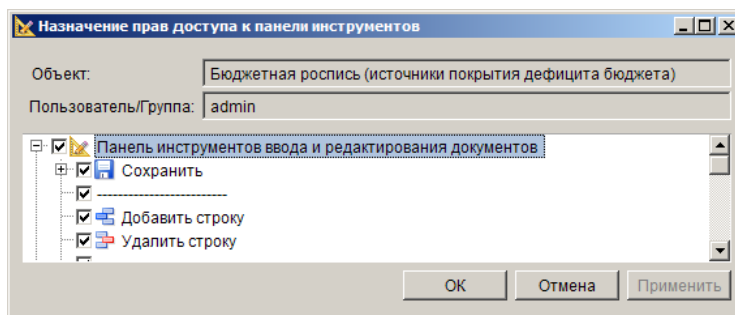 Назначение прав доступа к панели инструментов
Объект: Бюджетная роспись (источники покрытия дефицита бюджета)
Пользователь/Группа: admin
Панель инструментов ввода и редактирования документов
Сохранить
--------------------------
Добавить строку
Удалить строку
ОК Отмена Применить